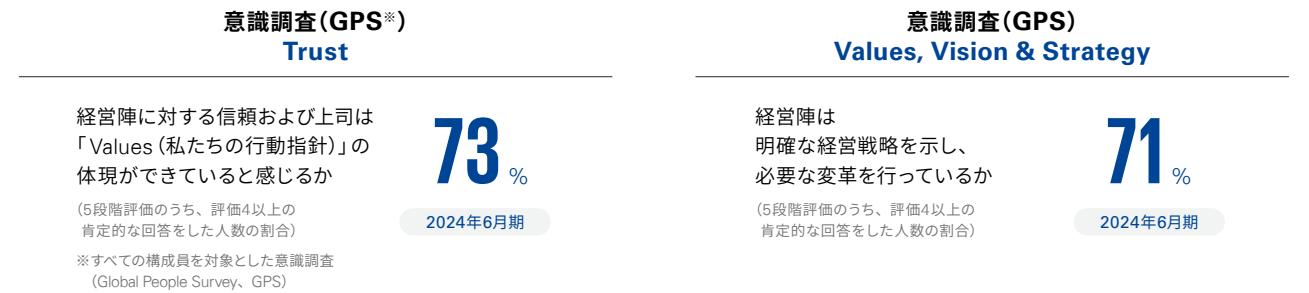 意識調査（GPS※）
Trust
経営陣に対する信頼および上司は
「Values（私たちの行動指針）」の
体現ができていると感じるか
（5段階評価のうち、評価4以上の
肯定的な回答をした人数の割合）
※すべての構成員を対象とした意識調査
（Global People Survey、GPS）
73%
2024年6月期
意識調査（GPS）
Values, Vision & Strategy
経営陣は
明確な経営戦略を示し、
必要な変革を行っているか
（5段階評価のうち、評価4以上の
肯定的な回答をした人数の割合）
71%
2024年6月期